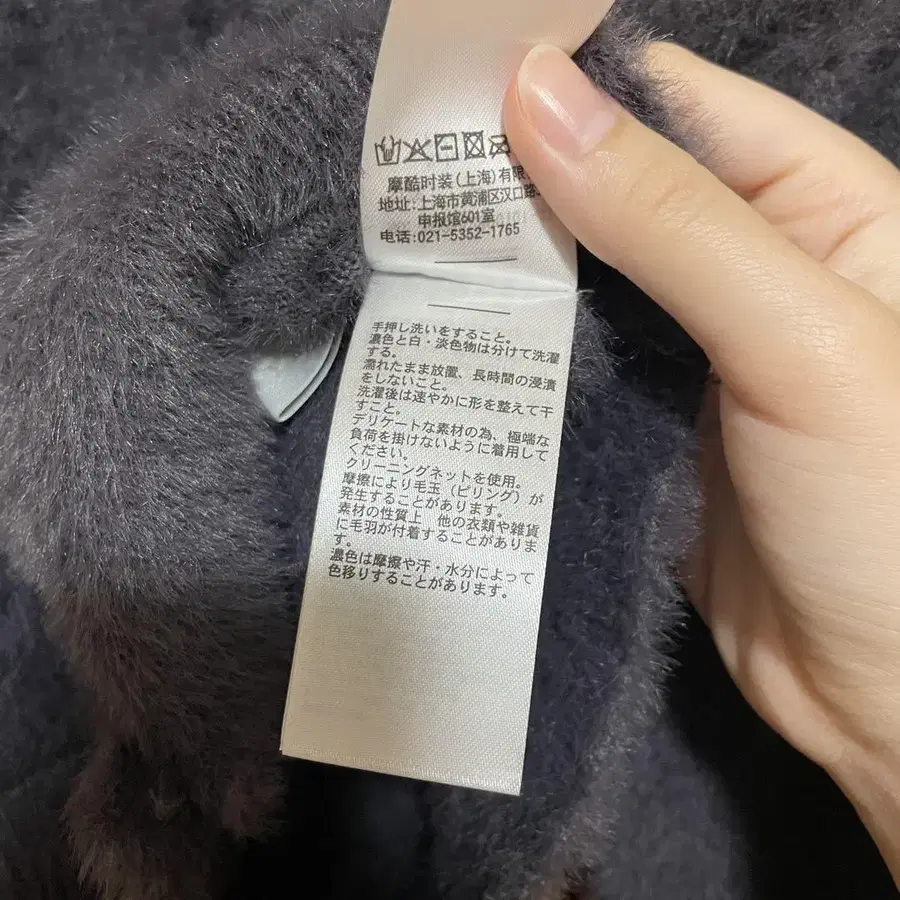 摩酷时装(上海)有限
地址:上海市黄浦区汉口路
申报馆601室
电话:021-5352-1765
手押し洗いをすること。
濃色と白・淡色物は分けて洗濯
する。
濡れたまま放置、長時間の浸漬
をしないこと。
洗濯後は速やかに形を整えて干
すこと。
デリケートな素材の為、極端な
負荷を掛けないように着用して
ください。
クリーニングネットを使用。
摩擦により毛玉（ピリング）が
発生することがあります。
素材の性質上　他の衣類や雑貨
に毛羽が付着することがありま
す。
濃色は摩擦や汗・水分によって
色移りすることがあります。